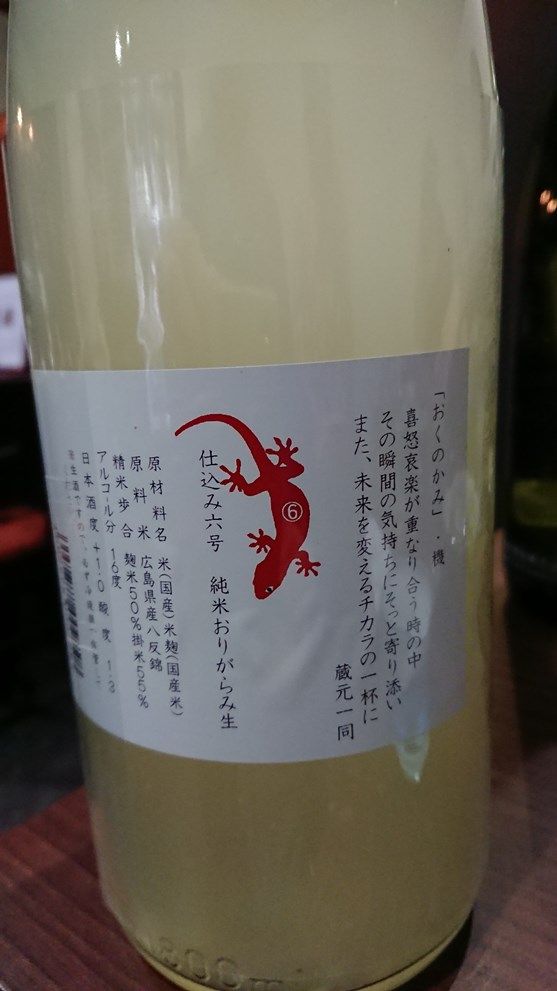 「おくのかみ」・機
喜怒哀楽が重なり合う時の中
その瞬間の気持ちにそっと寄り添い
また、未来を変えるチカラの一杯に
蔵元一同
⑥
仕込み六号 純米おりがらみ生
原材料名 米(国産)米麹(国産米)
原料米 広島県産八反錦
精米歩合 麹米50%掛米55%
アルコール分 16度
日本酒度 +10 酸度 1.3